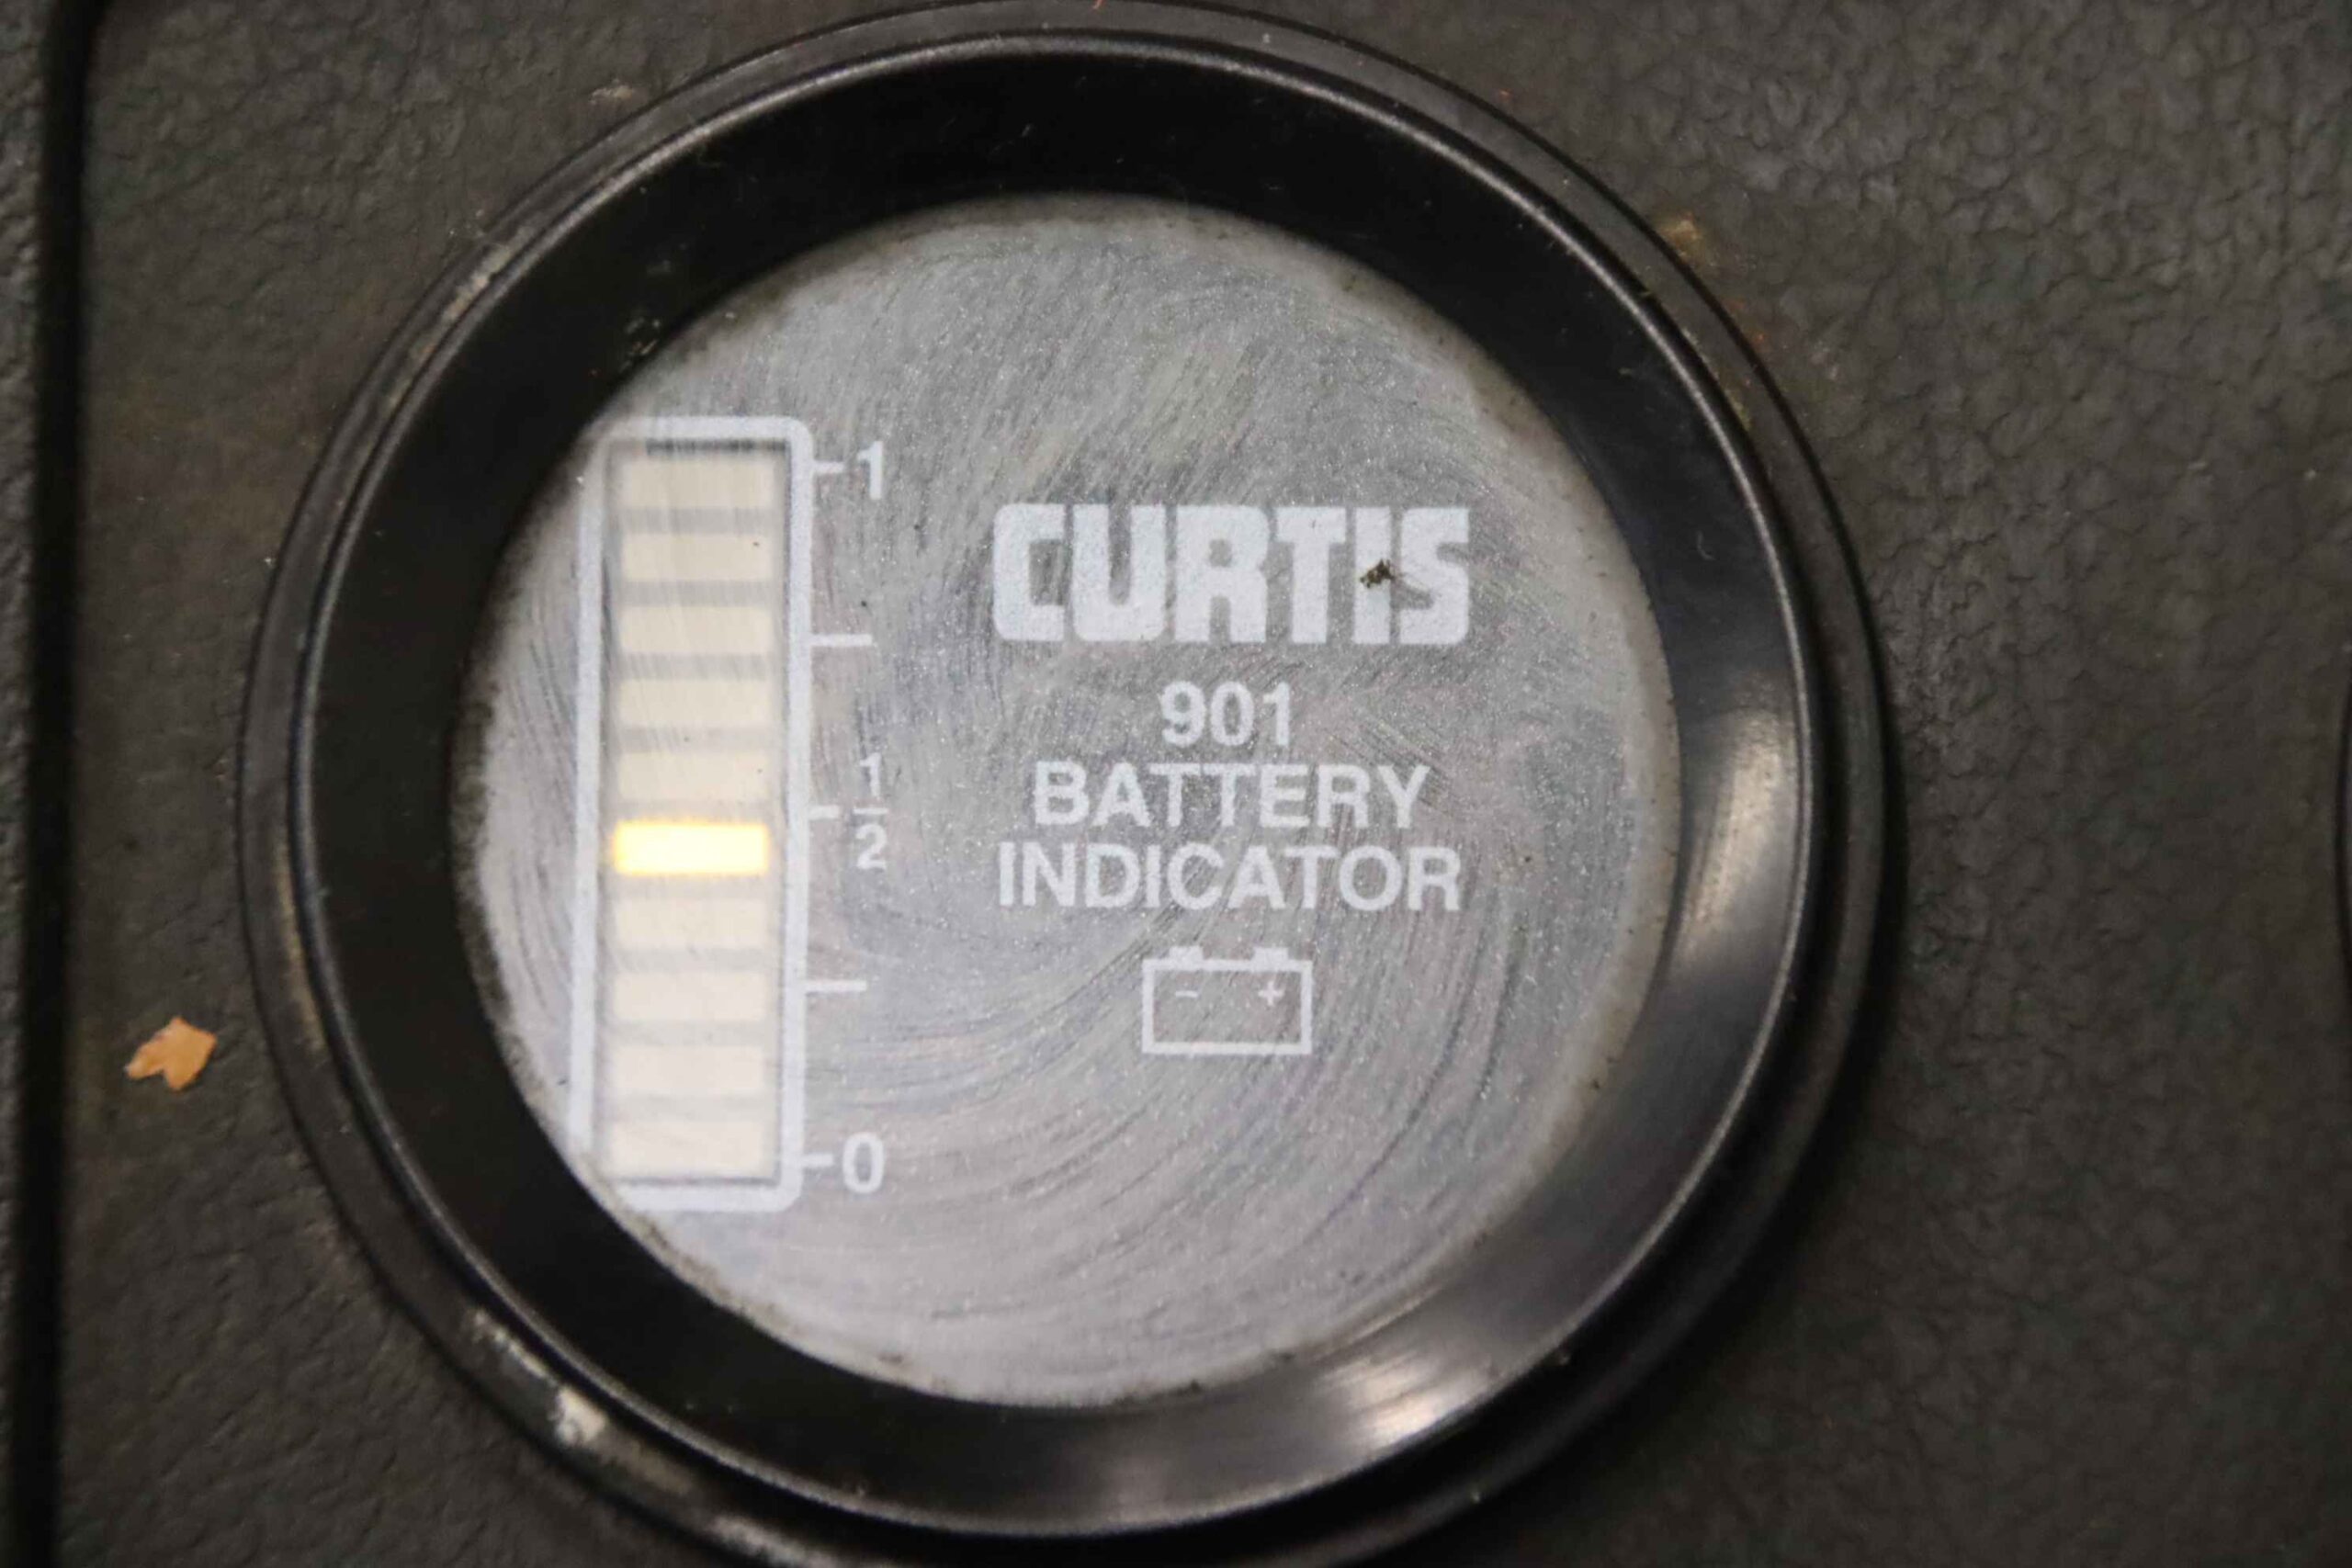 1
CURTIS
901
1
2
BATTERY
INDICATOR
- +
0